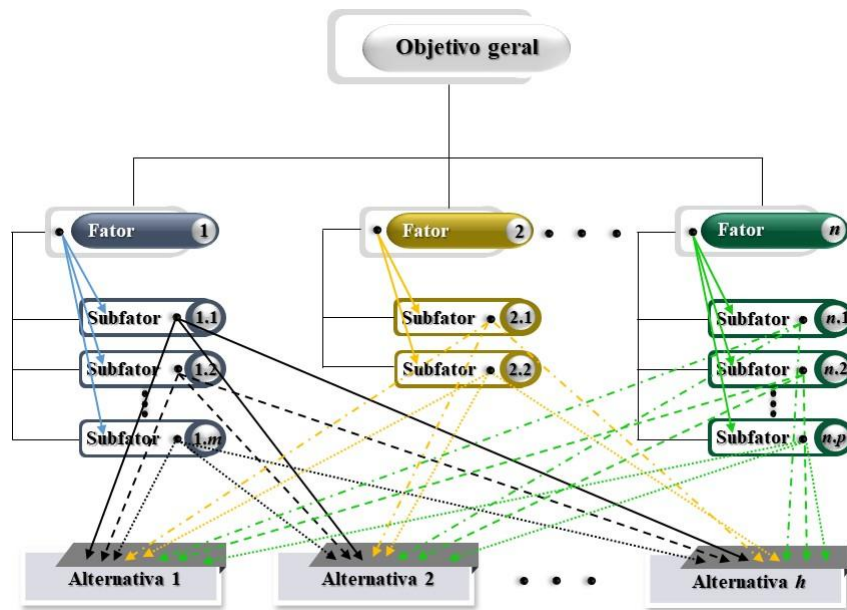 Objetivo geral
Fator 1
Fator 2
Fator n
Subfator 1.1
Subfator 2.1
Subfator n.1
Subfator 1.2
Subfator 2.2
Subfator n.2
Subfator 1.m
Subfator n.p
Alternativa 1
Alternativa 2
Alternativa h